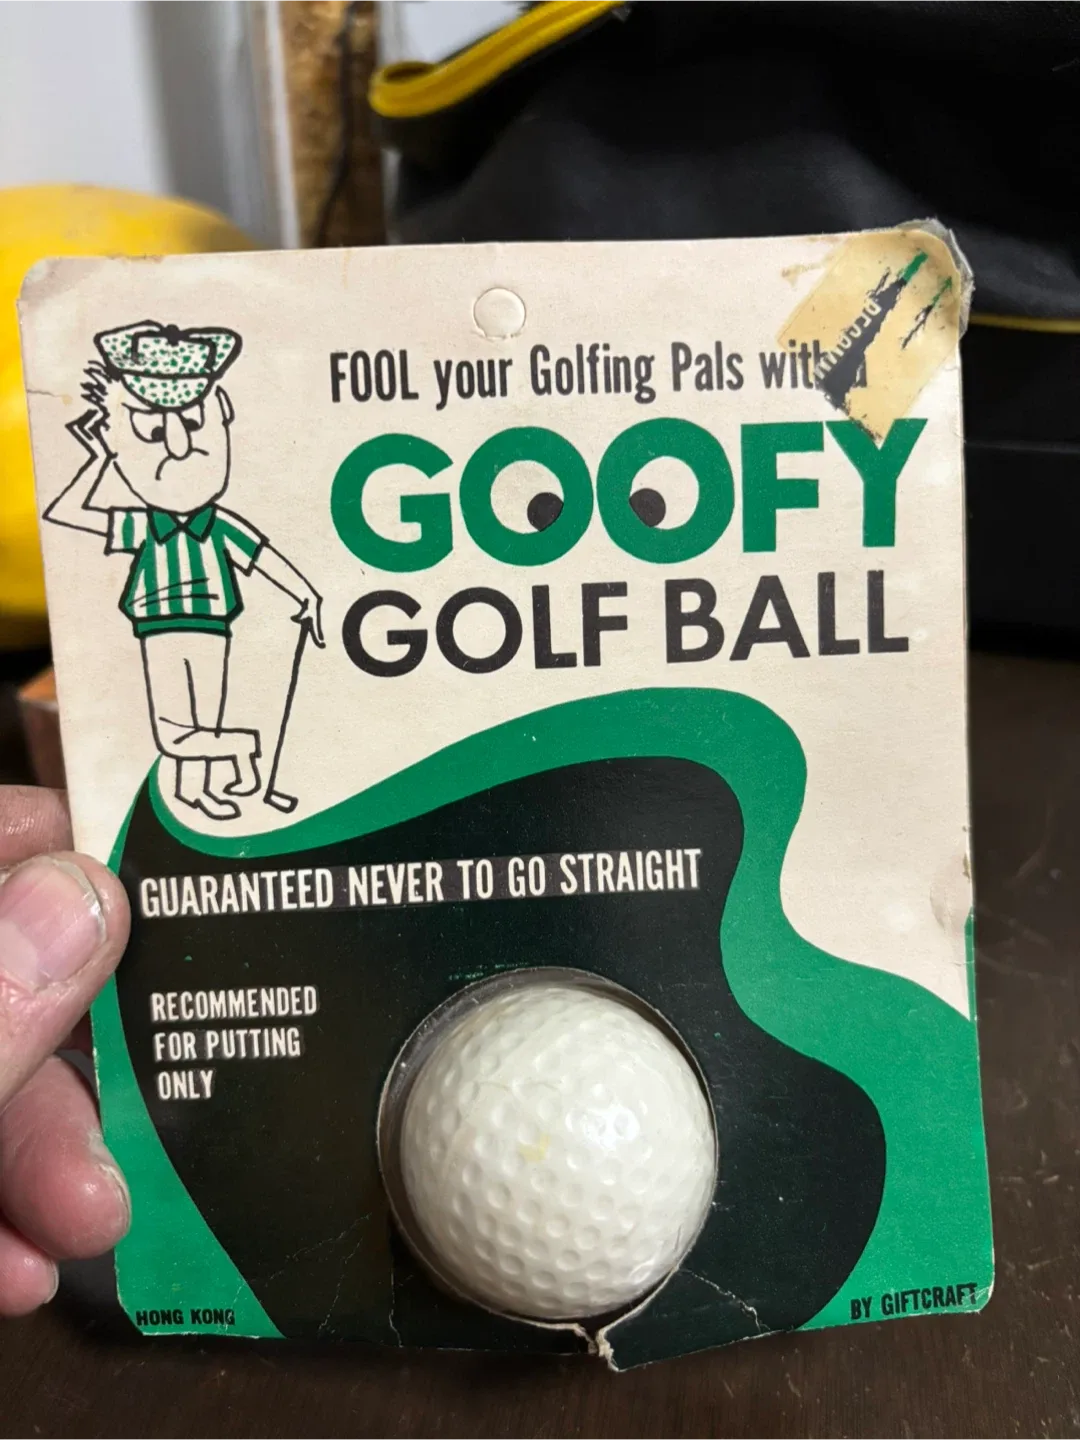 FOOL your Golfing Pals with a
GOOFY
GOLF BALL
GUARANTEED NEVER TO GO STRAIGHT
RECOMMENDED
FOR PUTTING
ONLY
HONG KONG
BY GIFTCRAFT